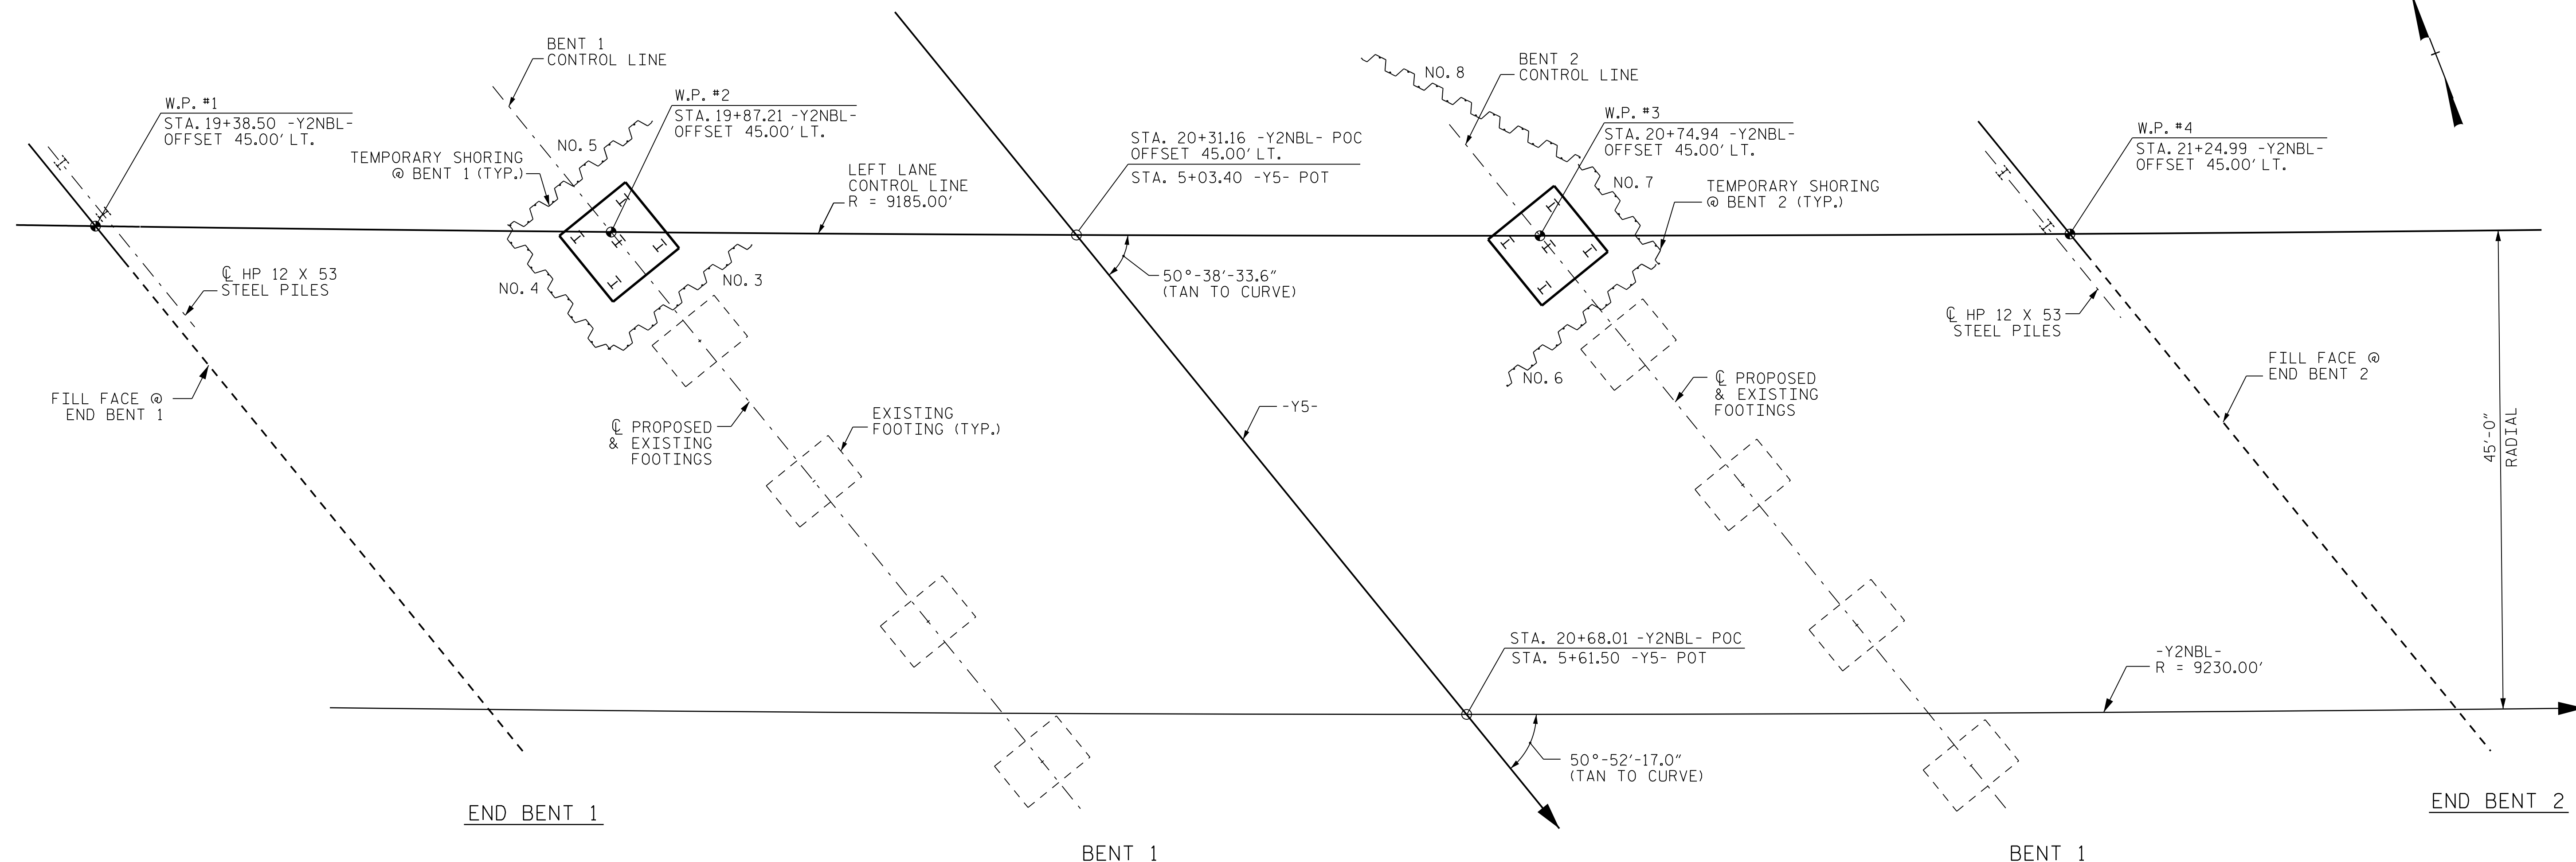 BENT 1
CONTROL LINE
W.P. #1
STA. 19+38.50 -Y2NBL-
OFFSET 45.00' LT.
NO. 5
TEMPORARY SHORING
@ BENT 1 (TYP.)
W.P. #2
STA. 19+87.21 -Y2NBL-
OFFSET 45.00' LT.
LEFT LANE
CONTROL LINE
R = 9185.00'
STA. 20+31.16 -Y2NBL- POC
OFFSET 45.00' LT.
STA. 5+03.40 -Y5- POT
NO. 8
BENT 2
CONTROL LINE
W.P. #3
STA. 20+74.94 -Y2NBL-
OFFSET 45.00' LT.
NO. 7
TEMPORARY SHORING
@ BENT 2 (TYP.)
W.P. #4
STA. 21+24.99 -Y2NBL-
OFFSET 45.00' LT.
℄ HP 12 X 53
STEEL PILES
NO. 4
NO. 3
50°-38'-33.6"
(TAN TO CURVE)
℄ HP 12 X 53
STEEL PILES
FILL FACE @
END BENT 1
℄ PROPOSED
& EXISTING
FOOTINGS
EXISTING
FOOTING (TYP.)
-Y5-
NO. 6
℄ PROPOSED
& EXISTING
FOOTINGS
FILL FACE @
END BENT 2
45'-0"
RADIAL
STA. 20+68.01 -Y2NBL- POC
STA. 5+61.50 -Y5- POT
-Y2NBL-
R = 9230.00'
50°-52'-17.0"
(TAN TO CURVE)
END BENT 1
END BENT 2
BENT 1
BENT 1